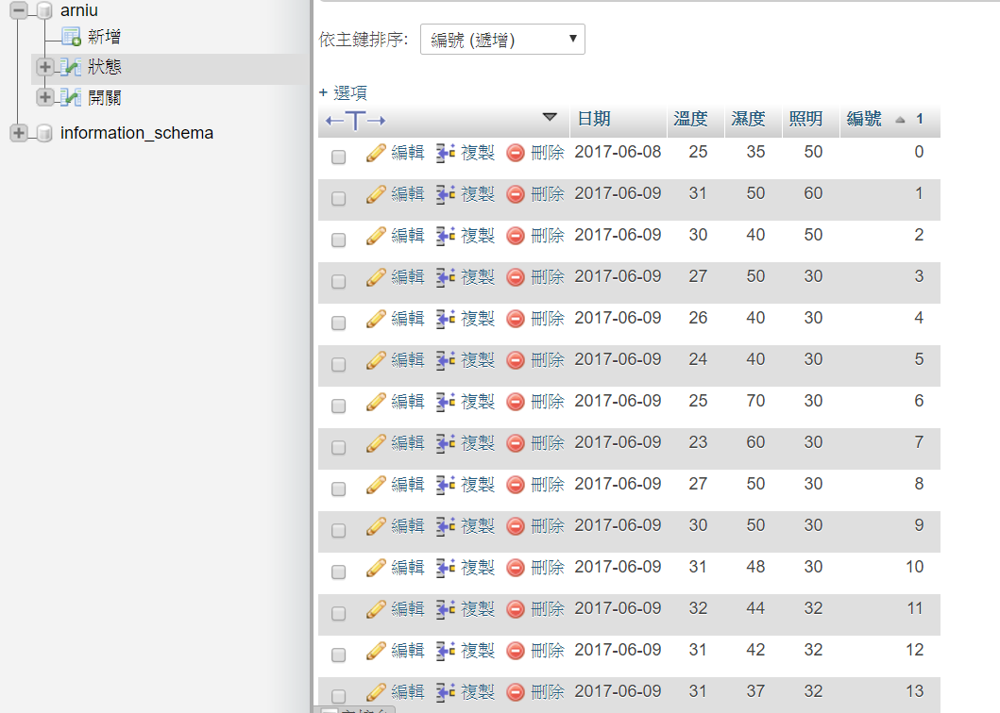 arniu
新增
狀態
開關
information_schema
依主鍵排序: 編號 (遞增)
+ 選項
←T→ 日期 溫度 濕度 照明 編號 1
編輯 複製 刪除 2017-06-08 25 35 50 0
編輯 複製 刪除 2017-06-09 31 50 60 1
編輯 複製 刪除 2017-06-09 30 40 50 2
編輯 複製 刪除 2017-06-09 27 50 30 3
編輯 複製 刪除 2017-06-09 26 40 30 4
編輯 複製 刪除 2017-06-09 24 40 30 5
編輯 複製 刪除 2017-06-09 25 70 30 6
編輯 複製 刪除 2017-06-09 23 60 30 7
編輯 複製 刪除 2017-06-09 27 50 30 8
編輯 複製 刪除 2017-06-09 30 50 30 9
編輯 複製 刪除 2017-06-09 31 48 30 10
編輯 複製 刪除 2017-06-09 32 44 32 11
編輯 複製 刪除 2017-06-09 31 42 32 12
編輯 複製 刪除 2017-06-09 31 37 32 13